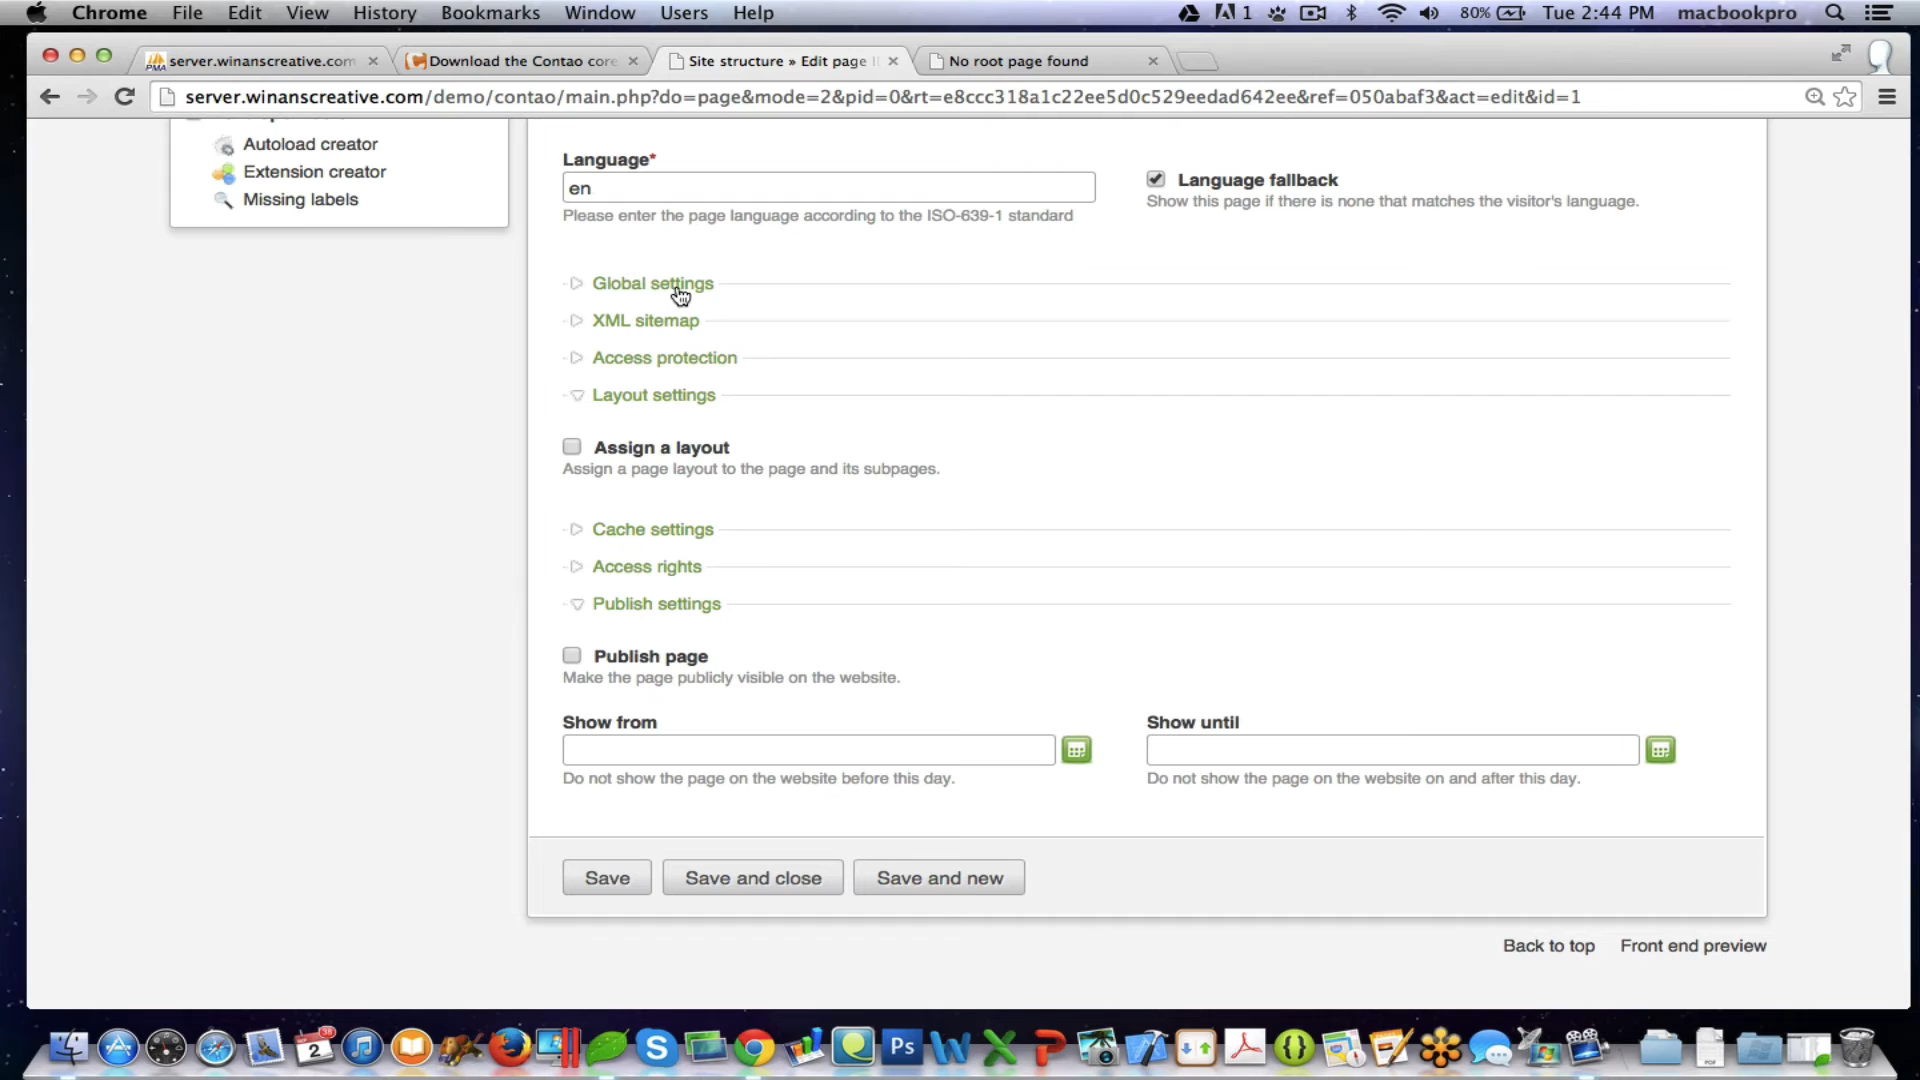 Chrome File Edit View History Bookmarks Window Users Help 1 80% Tue 2:44 PM macbookpro
server.winanscreative.com Download the Contao core Site structure » Edit page No root page found
server.winanscreative.com/demo/contao/main.php?do=page&mode=2&pid=0&rt=e8ccc318a1c22ee5d0c529eedad642ee&ref=050abaf3&act=edit&id=1
Autoload creator
Extension creator
Missing labels
Language*
en
Please enter the page language according to the ISO-639-1 standard
Language fallback
Show this page if there is none that matches the visitor's language.
Global settings
XML sitemap
Access protection
Layout settings
Assign a layout
Assign a page layout to the page and its subpages.
Cache settings
Access rights
Publish settings
Publish page
Make the page publicly visible on the website.
Show from
Do not show the page on the website before this day.
Show until
Do not show the page on the website on and after this day.
Save Save and close Save and new
Back to top Front end preview
38
2
Ps